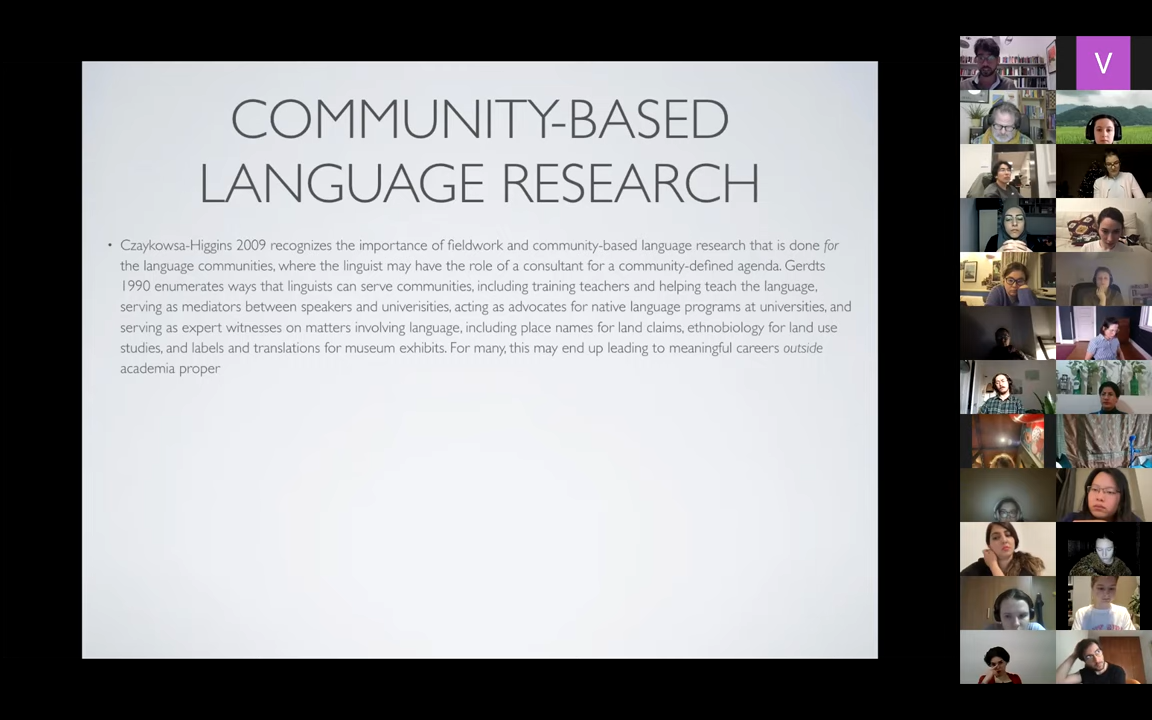 COMMUNITY-BASED
LANGUAGE RESEARCH
• Czaykowsa-Higgins 2009 recognizes the importance of fieldwork and community-based language research that is done for
the language communities, where the linguist may have the role of a consultant for a community-defined agenda. Gerdts
1990 enumerates ways that linguists can serve communities, including training teachers and helping teach the language,
serving as mediators between speakers and univerisities, acting as advocates for native language programs at universities, and
serving as expert witnesses on matters involving language, including place names for land claims, ethnobiology for land use
studies, and labels and translations for museum exhibits. For many, this may end up leading to meaningful careers outside
academia proper
V